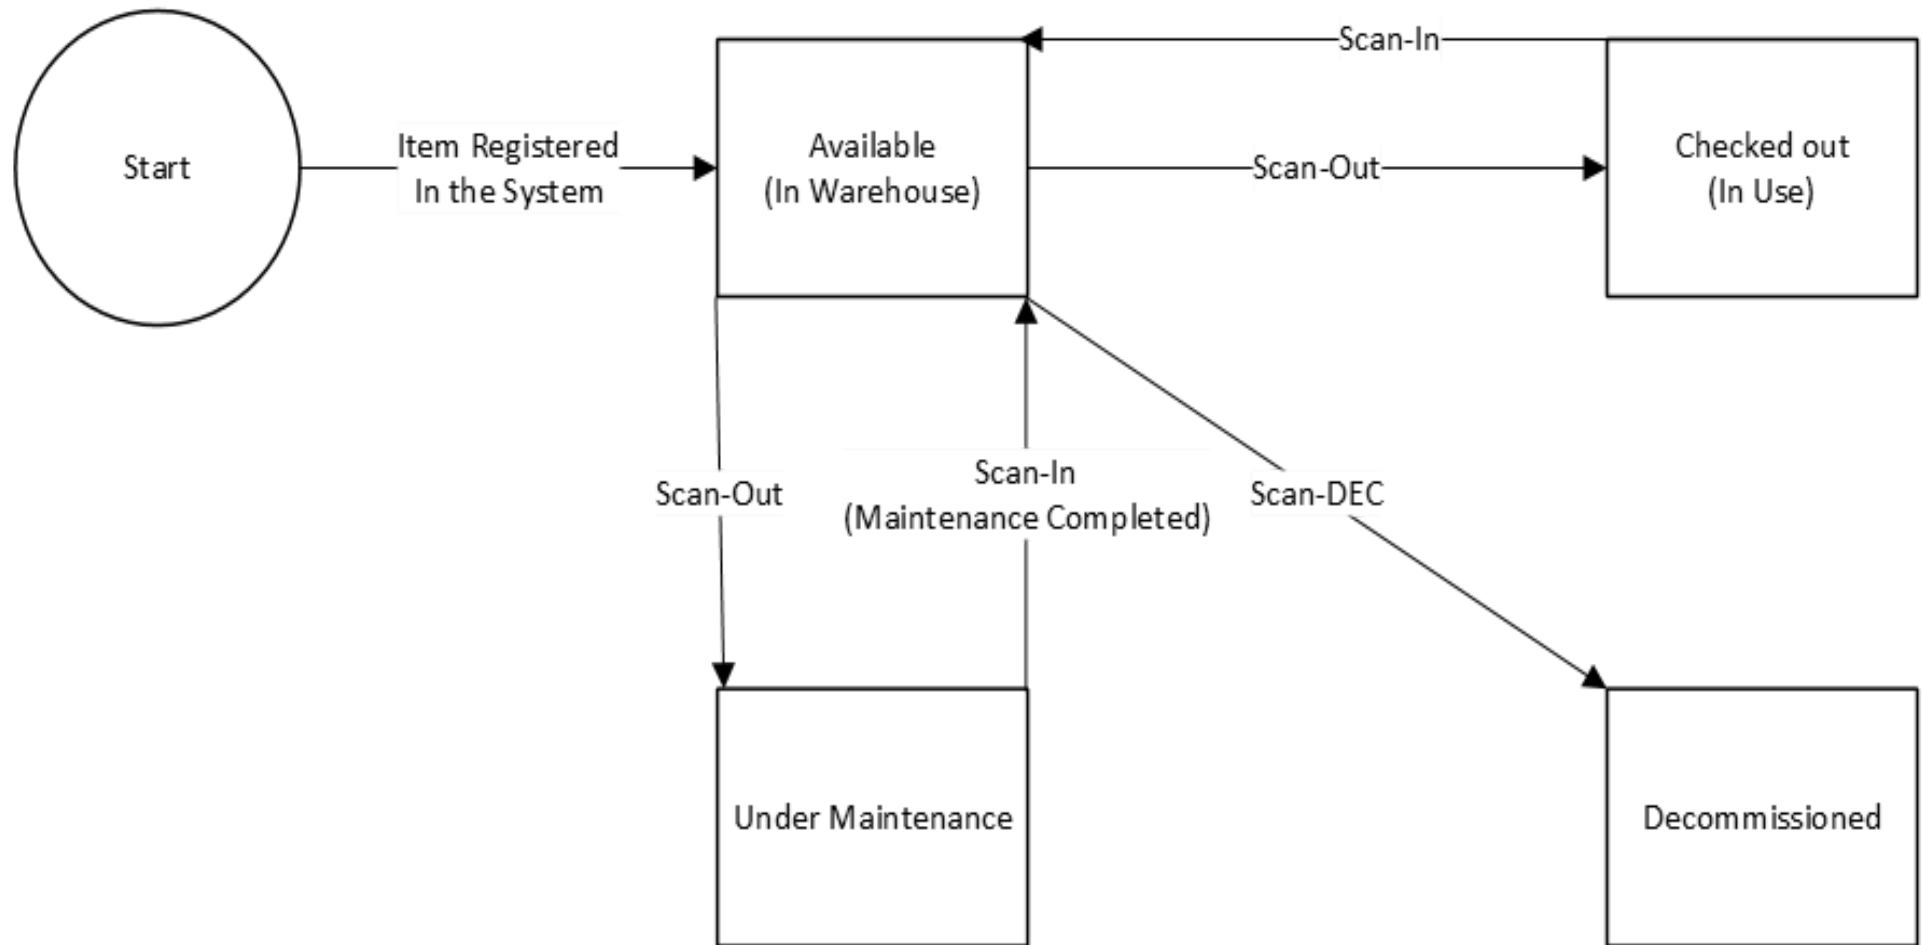 Scan-In
Start
Item Registered
In the System
Available
(In Warehouse)
Scan-Out
Checked out
(In Use)
Scan-Out
Scan-In
(Maintenance Completed)
Scan-DEC
Under Maintenance
Decommissioned